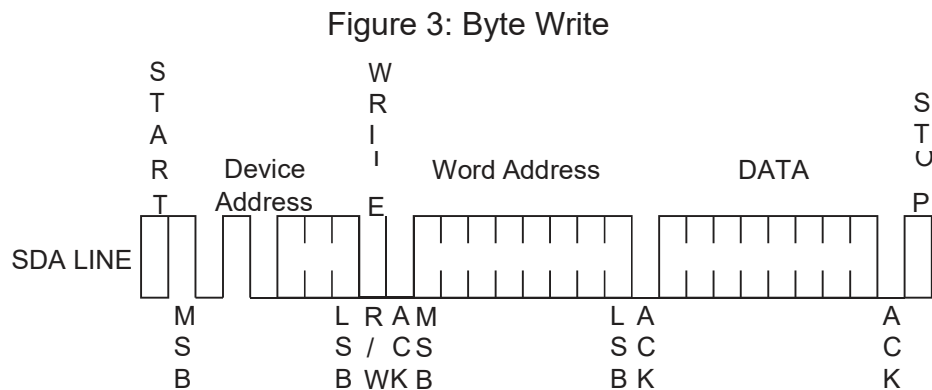 Figure 3: Byte Write
START
WRITE
STOP
Device
Address
Word Address
DATA
SDA LINE
MSB
LSB
R/W
ACK
MSB
LSB
ACK
ACK